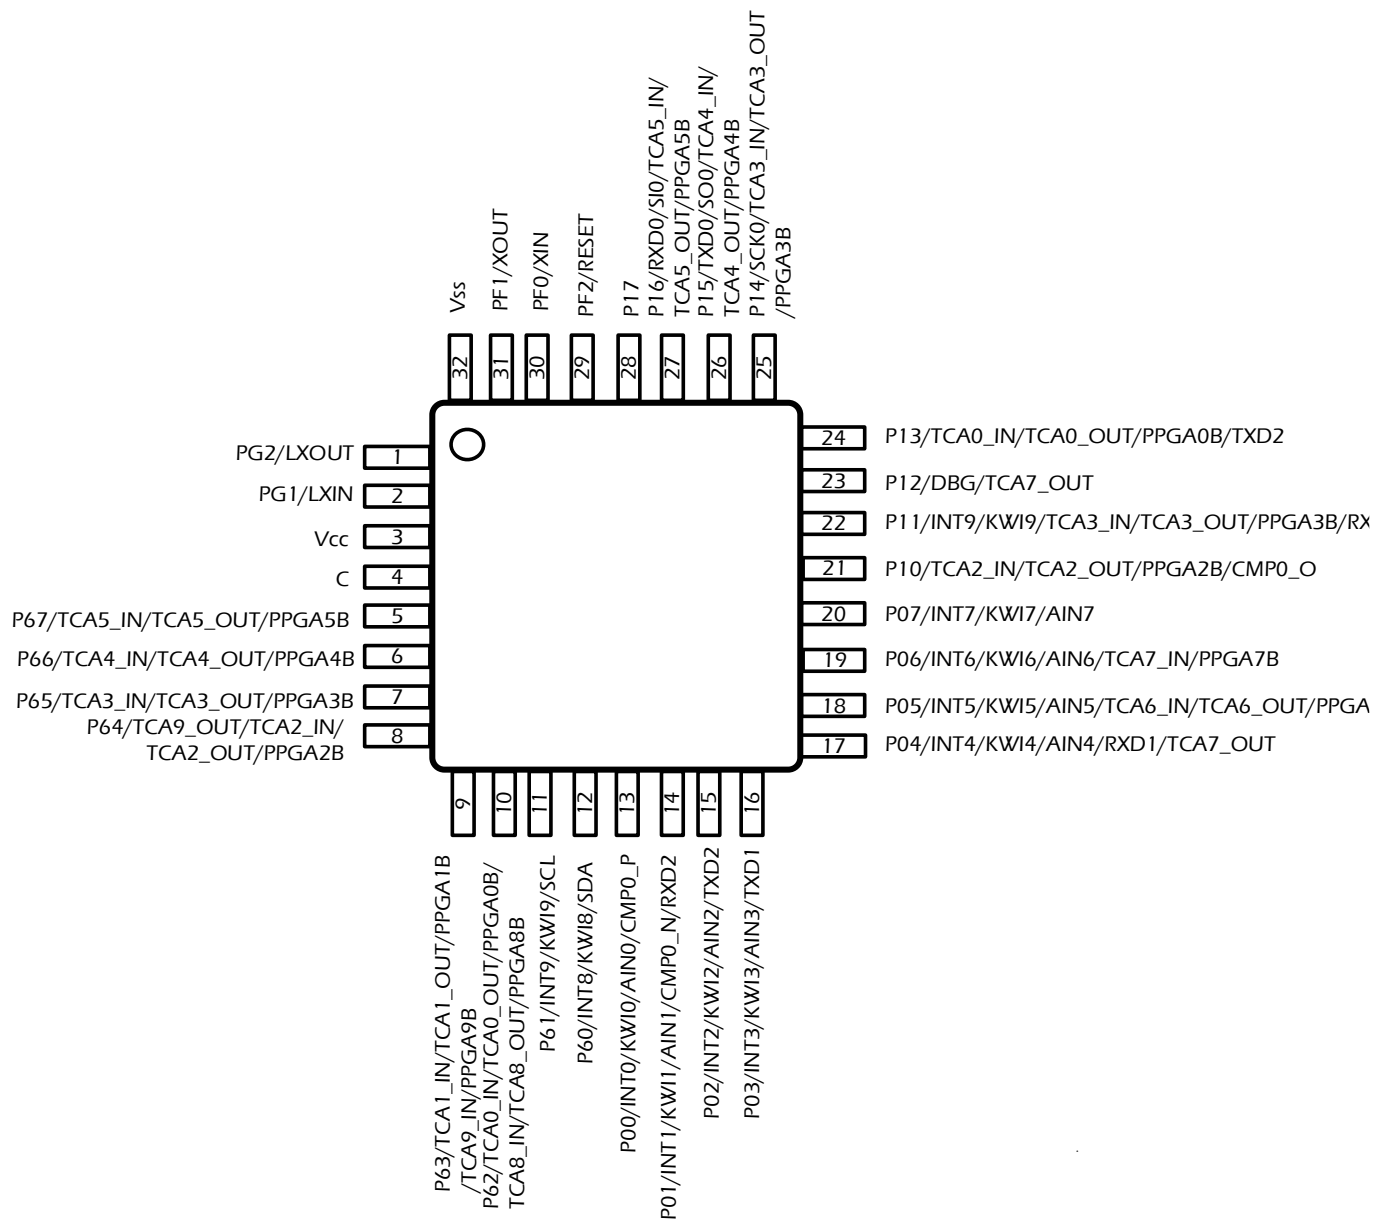 Vss
PF1/XOUT
PF0/XIN
PF2/RESET
P17
P16/RXD0/SI0/TCA5_IN/
TCA5_OUT/PPGA5B
P15/TXD0/SO0/TCA4_IN/
TCA4_OUT/PPGA4B
P14/SCK0/TCA3_IN/TCA3_OUT
/PPGA3B
32
31
30
29
28
27
26
25
PG2/LXOUT
1
PG1/LXIN
2
Vcc
3
C
4
P67/TCA5_IN/TCA5_OUT/PPGA5B
5
P66/TCA4_IN/TCA4_OUT/PPGA4B
6
P65/TCA3_IN/TCA3_OUT/PPGA3B
7
P64/TCA9_OUT/TCA2_IN/
TCA2_OUT/PPGA2B
8
24
P13/TCA0_IN/TCA0_OUT/PPGA0B/TXD2
23
P12/DBG/TCA7_OUT
22
P11/INT9/KWI9/TCA3_IN/TCA3_OUT/PPGA3B/RX
21
P10/TCA2_IN/TCA2_OUT/PPGA2B/CMP0_O
20
P07/INT7/KWI7/AIN7
19
P06/INT6/KWI6/AIN6/TCA7_IN/PPGA7B
18
P05/INT5/KWI5/AIN5/TCA6_IN/TCA6_OUT/PPGA
17
P04/INT4/KWI4/AIN4/RXD1/TCA7_OUT
9
10
11
12
13
14
15
16
P63/TCA1_IN/TCA1_OUT/PPGA1B
/TCA9_IN/PPGA9B
P62/TCA0_IN/TCA0_OUT/PPGA0B/
TCA8_IN/TCA8_OUT/PPGA8B
P61/INT9/KWI9/SCL
P60/INT8/KWI8/SDA
P00/INT0/KWI0/AIN0/CMP0_P
P01/INT1/KWI1/AIN1/CMP0_N/RXD2
P02/INT2/KWI2/AIN2/TXD2
P03/INT3/KWI3/AIN3/TXD1